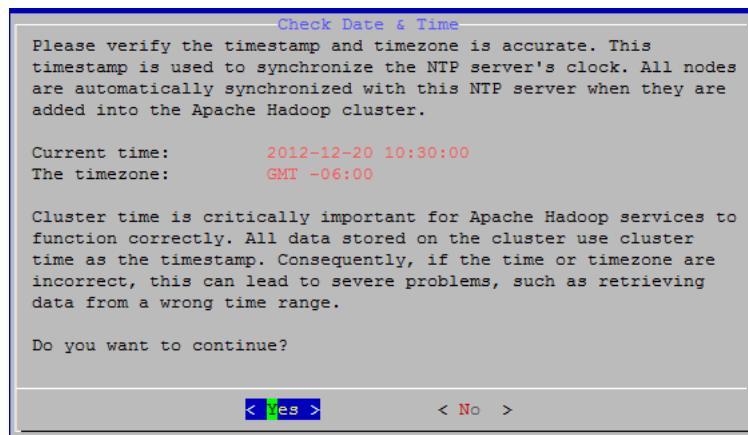 Check Date & Time
Please verify the timestamp and timezone is accurate. This
timestamp is used to synchronize the NTP server's clock. All nodes
are automatically synchronized with this NTP server when they are
added into the Apache Hadoop cluster.
Current time: 2012-12-20 10:30:00
The timezone: GMT -06:00
Cluster time is critically important for Apache Hadoop services to
function correctly. All data stored on the cluster use cluster
time as the timestamp. Consequently, if the time or timezone are
incorrect, this can lead to severe problems, such as retrieving
data from a wrong time range.
Do you want to continue?
< Yes > < No >